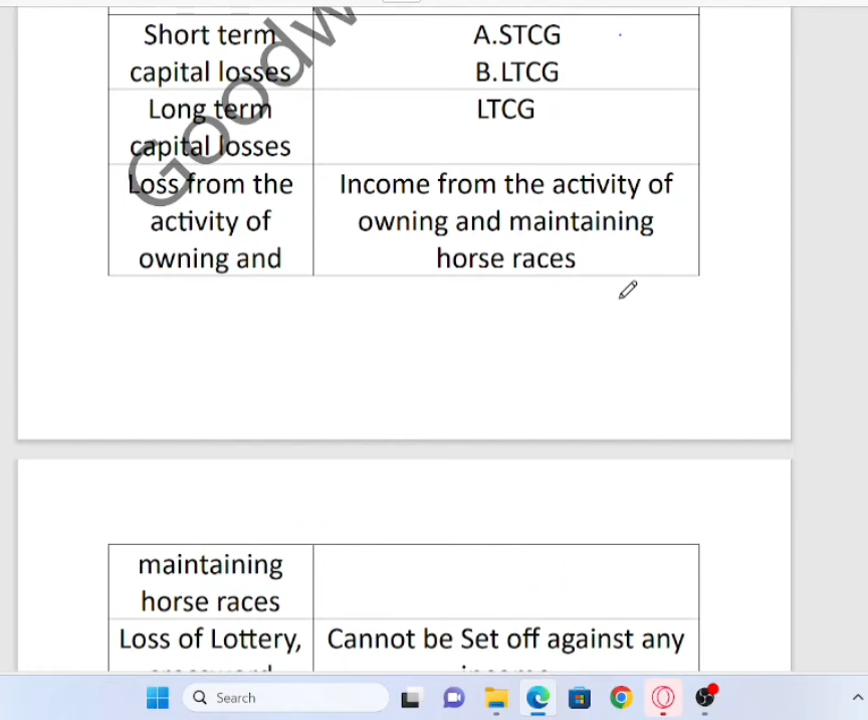 Short term
capital losses
A.STCG
B.LTCG
Long term
capital losses
LTCG
Loss from the
activity of
owning and
Income from the activity of
owning and maintaining
horse races
maintaining
horse races
Loss of Lottery,
Cannot be Set off against any
Goodw
Search